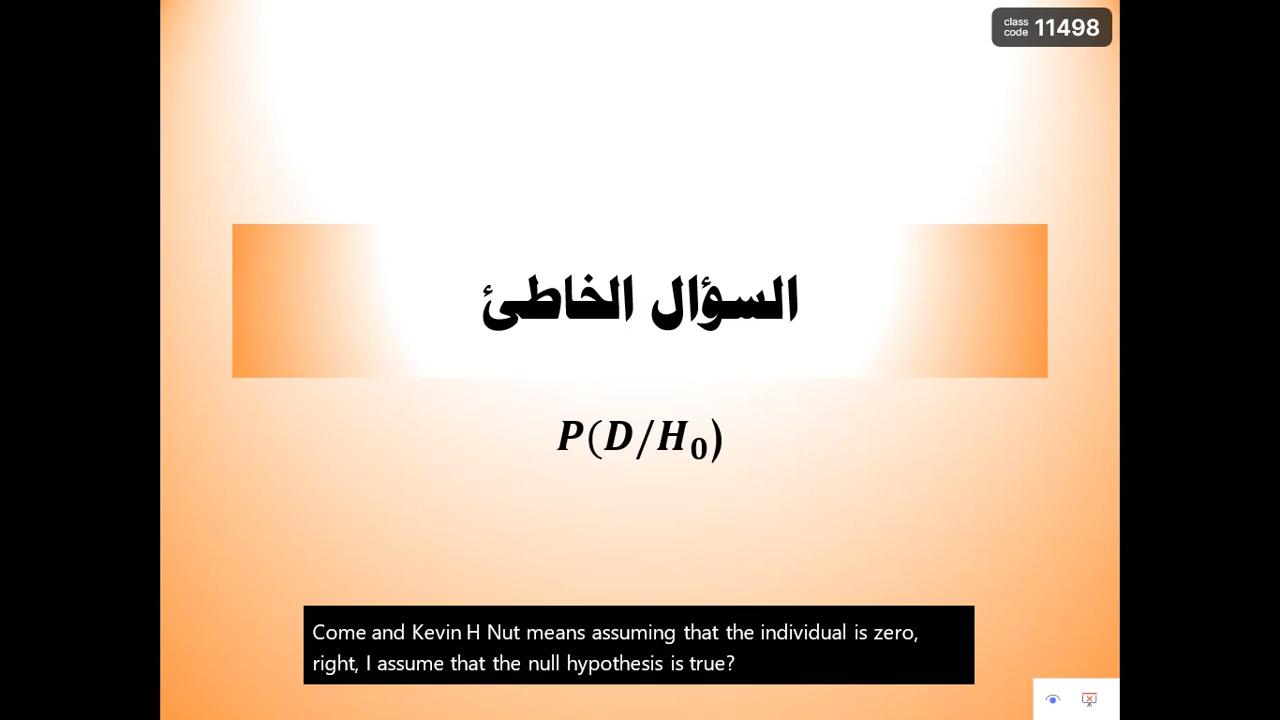 class code 11498
السؤال الخاطئ
P(D/H₀)
Come and Kevin H Nut means assuming that the individual is zero,
right, I assume that the null hypothesis is true?